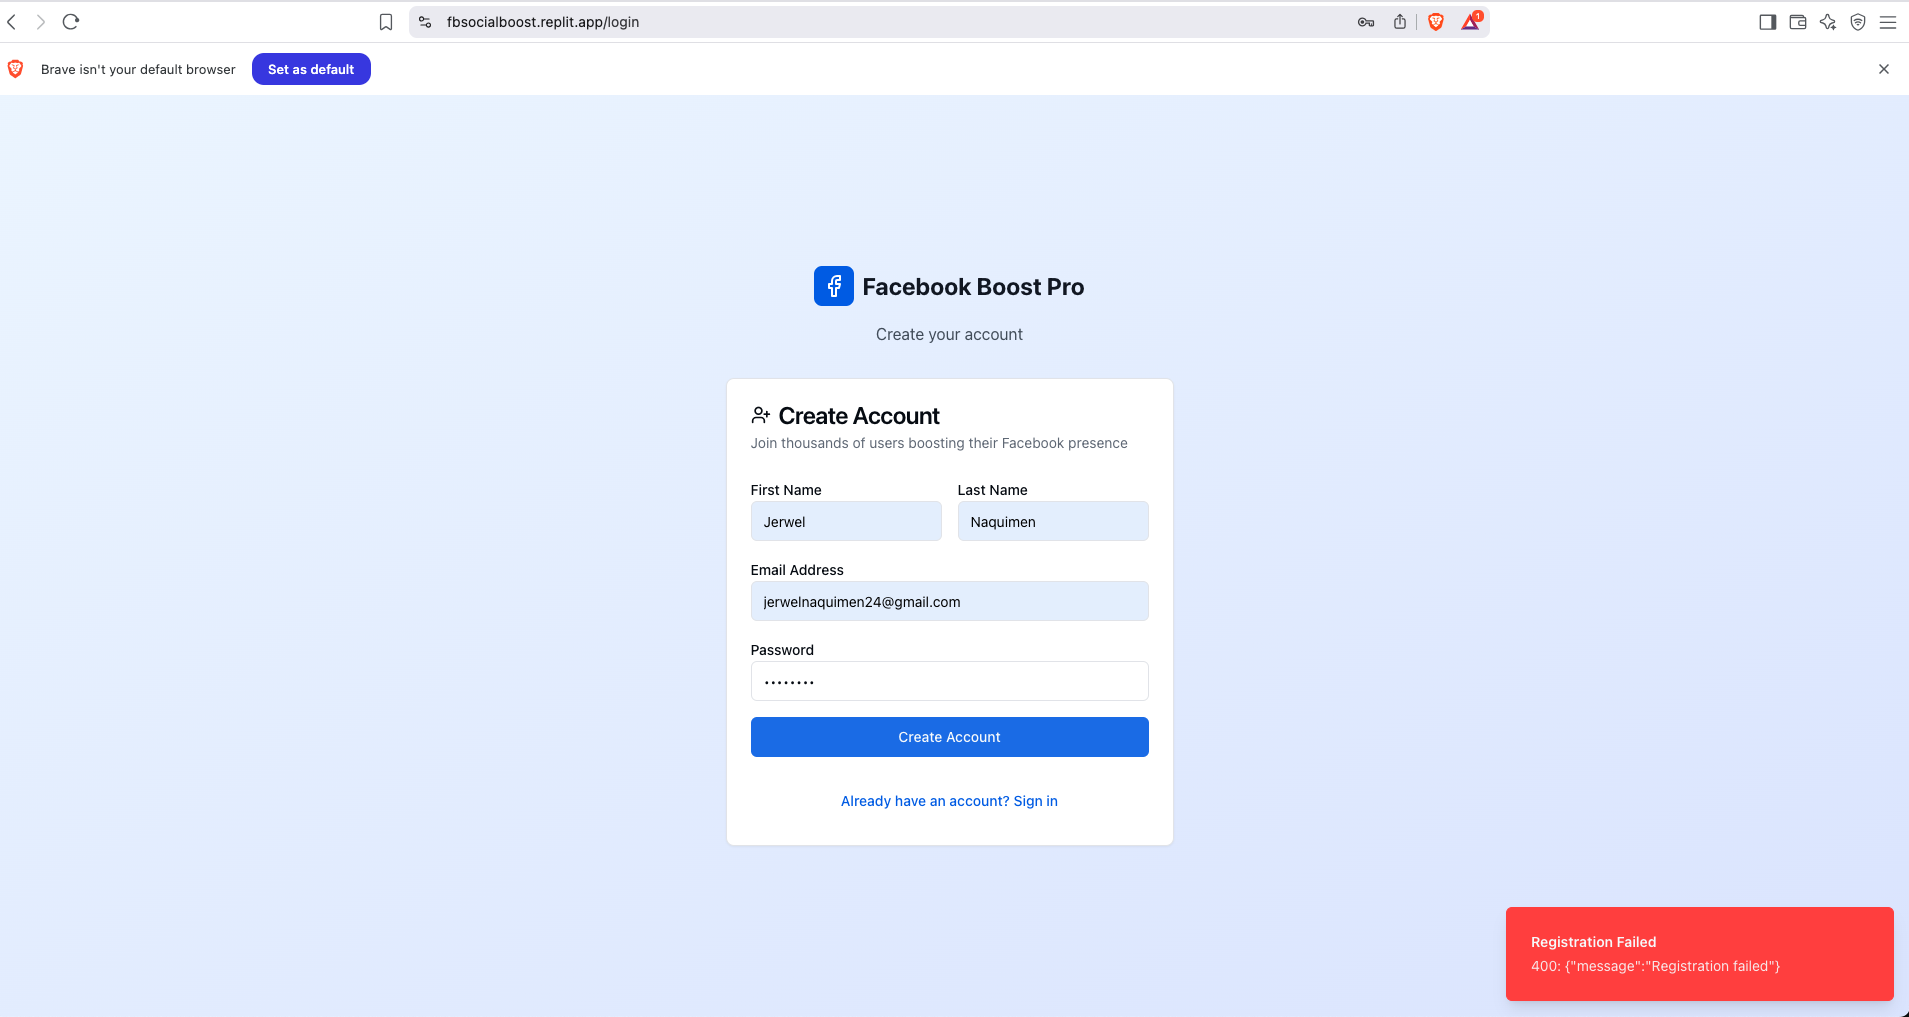 fbsocialboost.replit.app/login
1
Brave isn't your default browser
Set as default
Facebook Boost Pro
Create your account
Create Account
Join thousands of users boosting their Facebook presence
First Name
Last Name
Jerwel
Naquimen
Email Address
jerwelnaquimen24@gmail.com
Password
••••••••
Create Account
Already have an account? Sign in
Registration Failed
400: {"message":"Registration failed"}